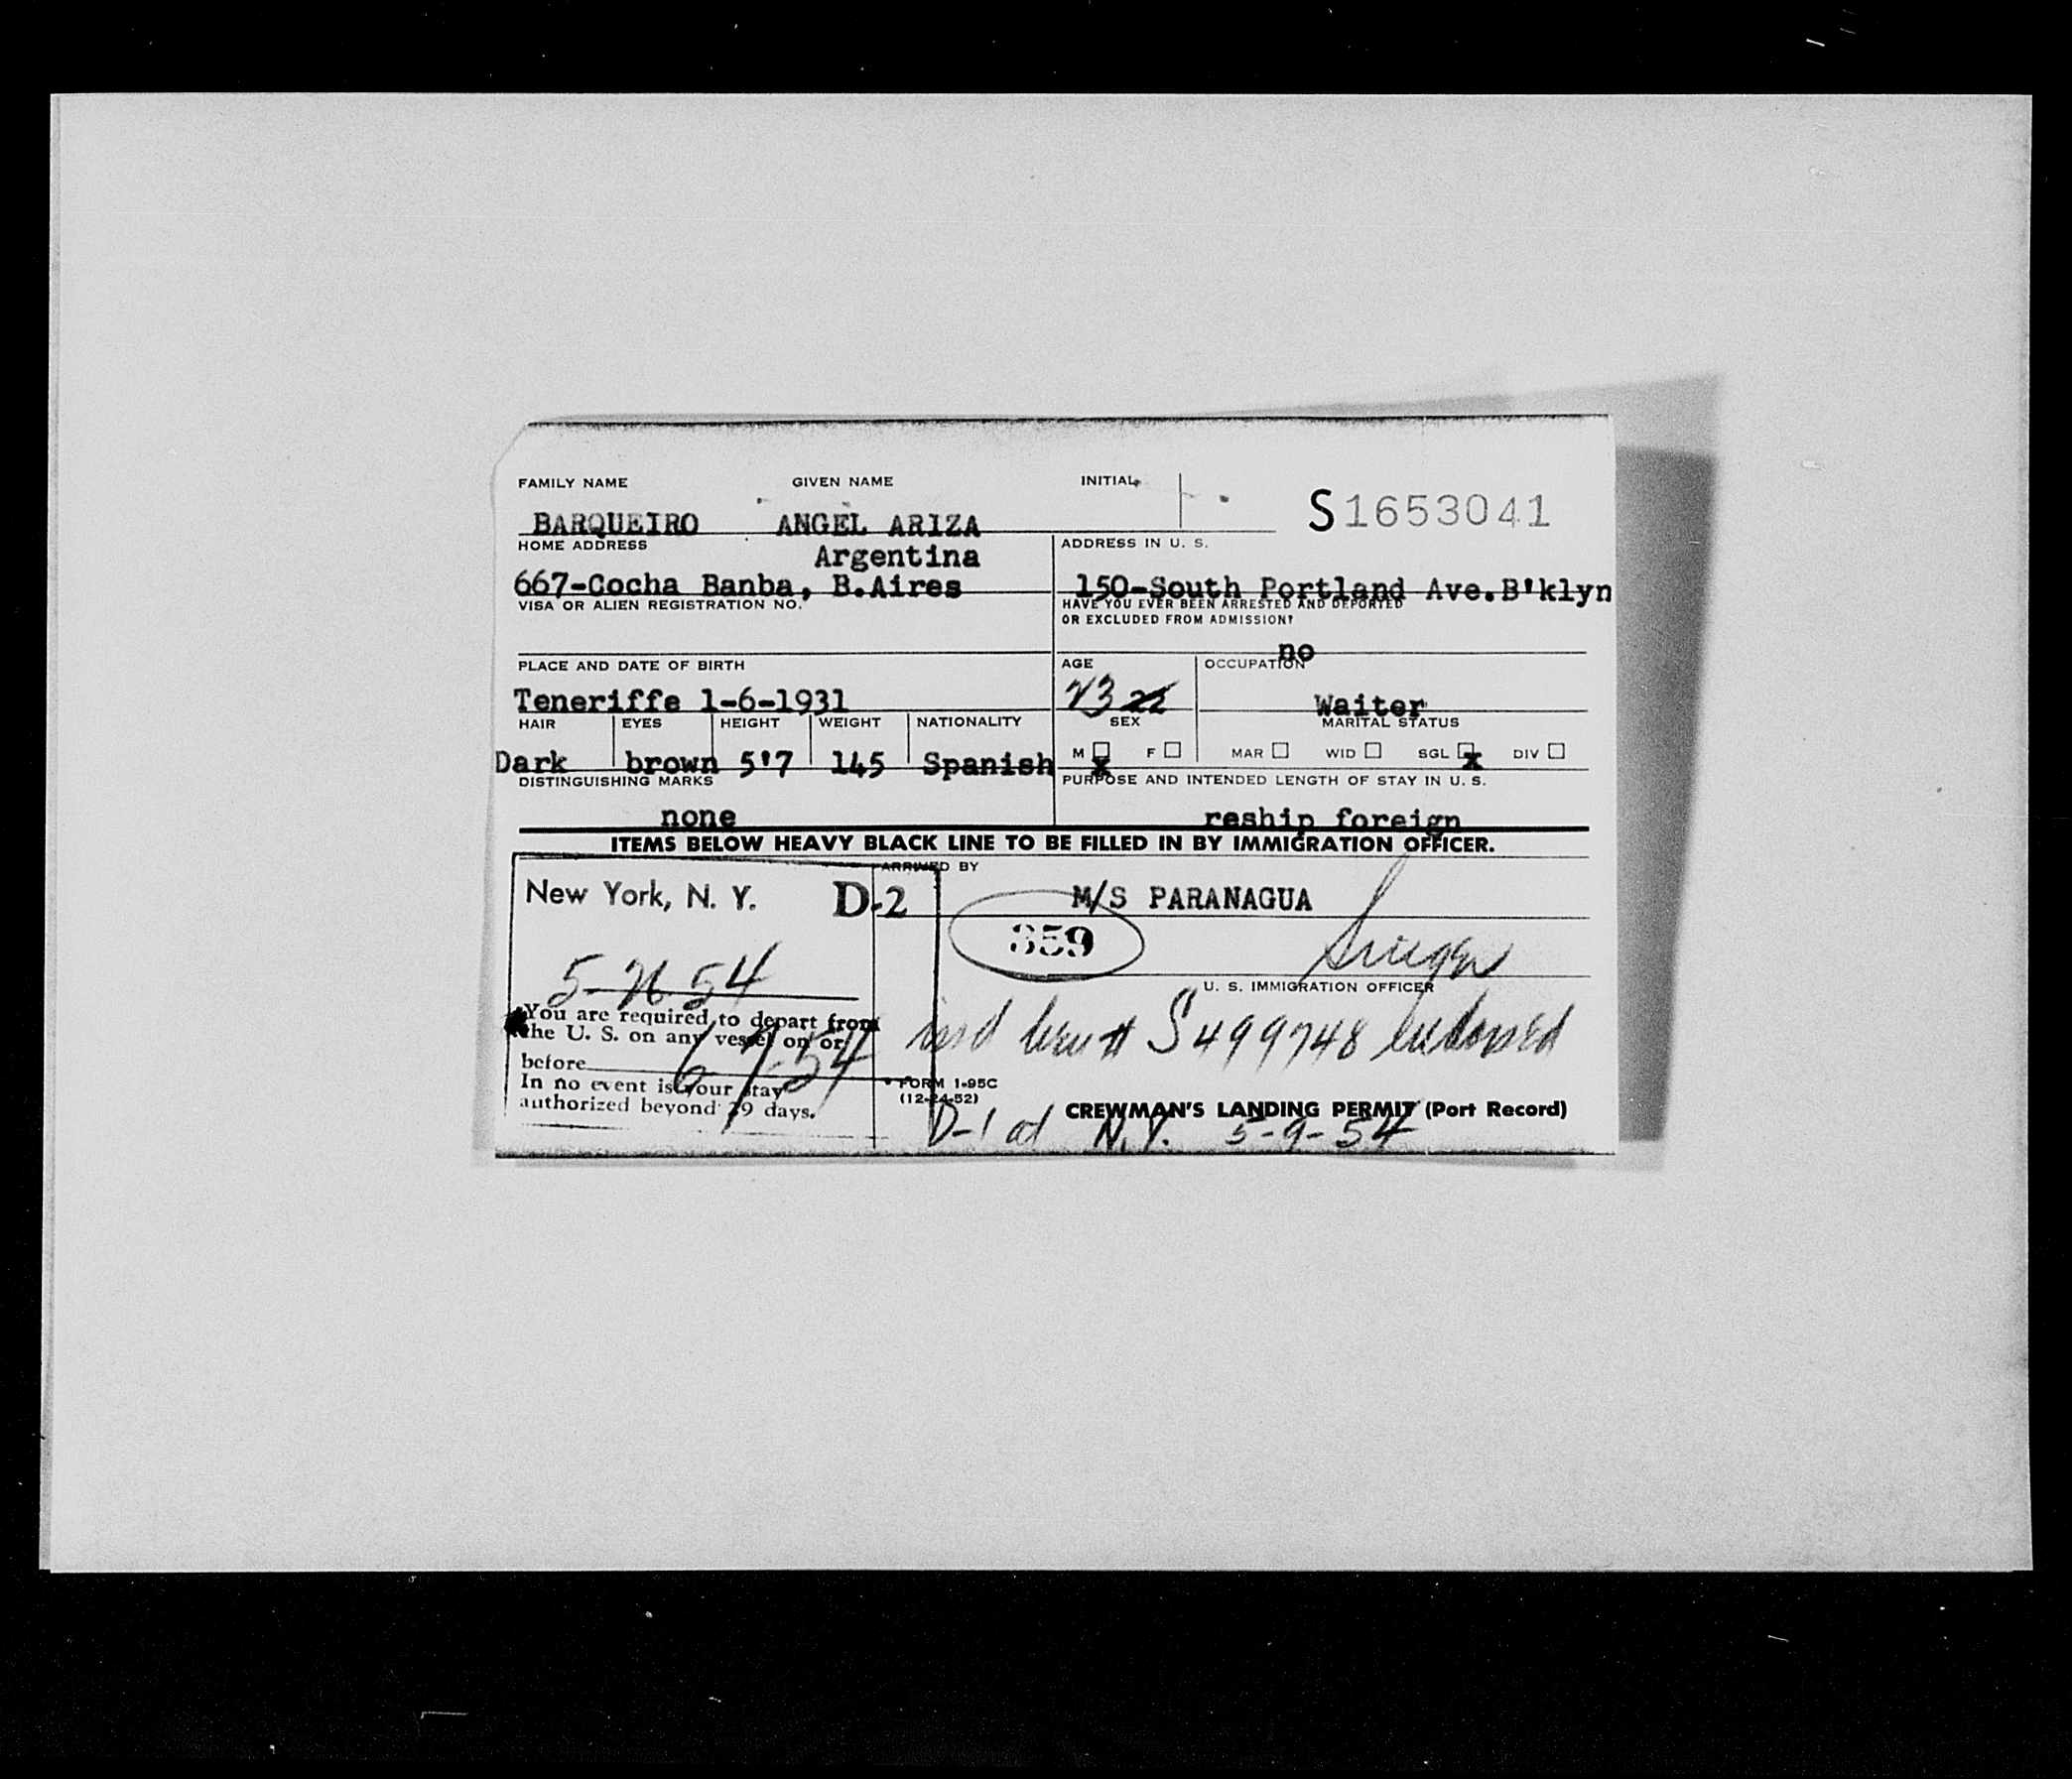 FAMILY NAME GIVEN NAME INITIAL
S1653041
BARQUEIRO ANGEL ARIZA
HOME ADDRESS ADDRESS IN U. S.
Argentina
667-Cocha Banba, B.Aires 150-South Portland Ave.B'klyn
VISA OR ALIEN REGISTRATION NO. HAVE YOU EVER BEEN ARRESTED AND DEPORTED
OR EXCLUDED FROM ADMISSION?
no
PLACE AND DATE OF BIRTH AGE OCCUPATION
Teneriffe 1-6-1931 23 22 Waiter
HAIR EYES HEIGHT WEIGHT NATIONALITY SEX MARITAL STATUS
M F MAR WID SGL DIV
Dark brown 5'7 145 Spanish x x
DISTINGUISHING MARKS PURPOSE AND INTENDED LENGTH OF STAY IN U. S.
none reship foreign
ITEMS BELOW HEAVY BLACK LINE TO BE FILLED IN BY IMMIGRATION OFFICER.
ARRIVED BY
New York, N. Y. D-2 M/S PARANAGUA
359
5-26 54
U. S. IMMIGRATION OFFICER
You are required to depart from
the U. S. on any vessel on or
before 6-7-54
S499748
In no event is your stay
authorized beyond 29 days.
FORM I-95C
(12-24-52)
CREWMAN'S LANDING PERMIT (Port Record)
D-1 at N.Y. 5-9-54